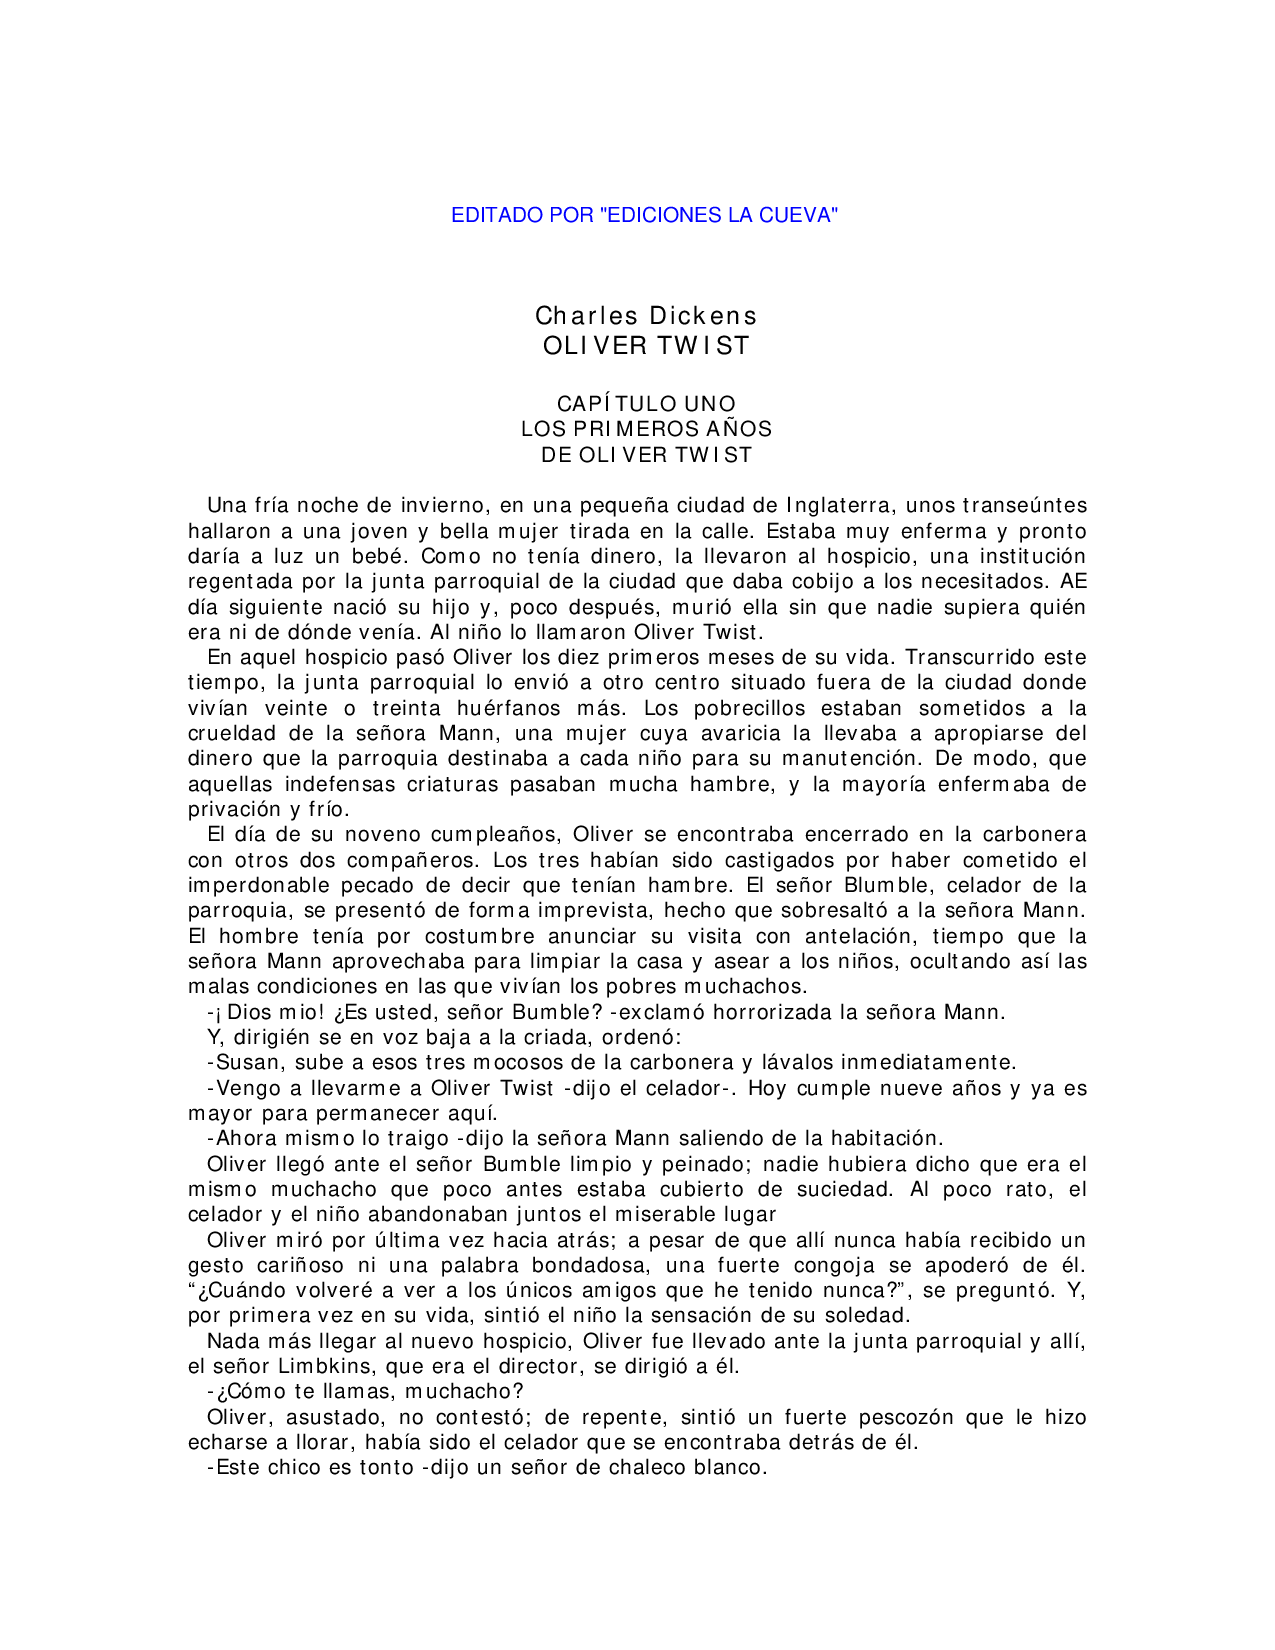 EDITADO POR "EDICIONES LA CUEVA"
Charles Dickens
OLIVER TWIST
CAPÍTULO UNO
LOS PRIMEROS AÑOS
DE OLIVER TWIST
Una fría noche de invierno, en una pequeña ciudad de Inglaterra, unos transeúntes
hallaron a una joven y bella mujer tirada en la calle. Estaba muy enferma y pronto
daría a luz un bebé. Como no tenía dinero, la llevaron al hospicio, una institución
regentada por la junta parroquial de la ciudad que daba cobijo a los necesitados. AE
día siguiente nació su hijo y, poco después, murió ella sin que nadie supiera quién
era ni de dónde venía. Al niño lo llamaron Oliver Twist.
En aquel hospicio pasó Oliver los diez primeros meses de su vida. Transcurrido este
tiempo, la junta parroquial lo envió a otro centro situado fuera de la ciudad donde
vivían veinte o treinta huérfanos más. Los pobrecillos estaban sometidos a la
crueldad de la señora Mann, una mujer cuya avaricia la llevaba a apropiarse del
dinero que la parroquia destinaba a cada niño para su manutención. De modo, que
aquellas indefensas criaturas pasaban mucha hambre, y la mayoría enfermaba de
privación y frío.
El día de su noveno cumpleaños, Oliver se encontraba encerrado en la carbonera
con otros dos compañeros. Los tres habían sido castigados por haber cometido el
imperdonable pecado de decir que tenían hambre. El señor Blumble, celador de la
parroquia, se presentó de forma imprevista, hecho que sobresaltó a la señora Mann.
El hombre tenía por costumbre anunciar su visita con antelación, tiempo que la
señora Mann aprovechaba para limpiar la casa y asear a los niños, ocultando así las
malas condiciones en las que vivían los pobres muchachos.
-¡Dios mio! ¿Es usted, señor Bumble? -exclamó horrorizada la señora Mann.
Y, dirigién se en voz baja a la criada, ordenó:
-Susan, sube a esos tres mocosos de la carbonera y lávalos inmediatamente.
-Vengo a llevarme a Oliver Twist -dijo el celador-. Hoy cumple nueve años y ya es
mayor para permanecer aquí.
-Ahora mismo lo traigo -dijo la señora Mann saliendo de la habitación.
Oliver llegó ante el señor Bumble limpio y peinado; nadie hubiera dicho que era el
mismo muchacho que poco antes estaba cubierto de suciedad. Al poco rato, el
celador y el niño abandonaban juntos el miserable lugar
Oliver miró por última vez hacia atrás; a pesar de que allí nunca había recibido un
gesto cariñoso ni una palabra bondadosa, una fuerte congoja se apoderó de él.
“¿Cuándo volveré a ver a los únicos amigos que he tenido nunca?”, se preguntó. Y,
por primera vez en su vida, sintió el niño la sensación de su soledad.
Nada más llegar al nuevo hospicio, Oliver fue llevado ante la junta parroquial y allí,
el señor Limbkins, que era el director, se dirigió a él.
-¿Cómo te llamas, muchacho?
Oliver, asustado, no contestó; de repente, sintió un fuerte pescozón que le hizo
echarse a llorar, había sido el celador que se encontraba detrás de él.
-Este chico es tonto -dijo un señor de chaleco blanco.